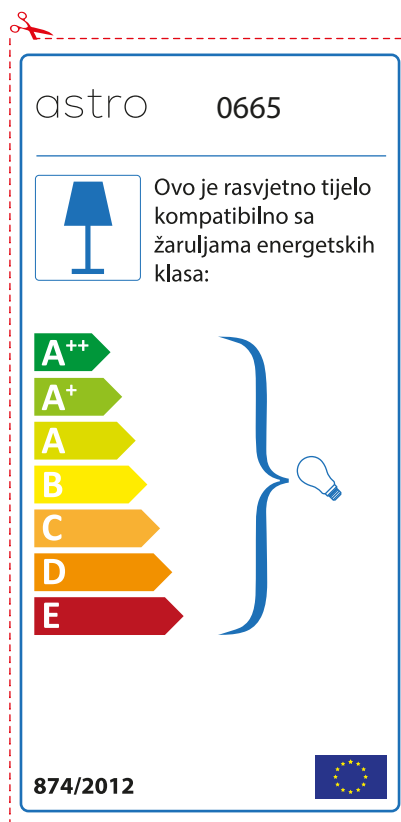 astro 0665
Ovo je rasvjetno tijelo
kompatibilno sa
žaruljama energetskih
klasa:
A++
A+
A
B
C
D
E
874/2012